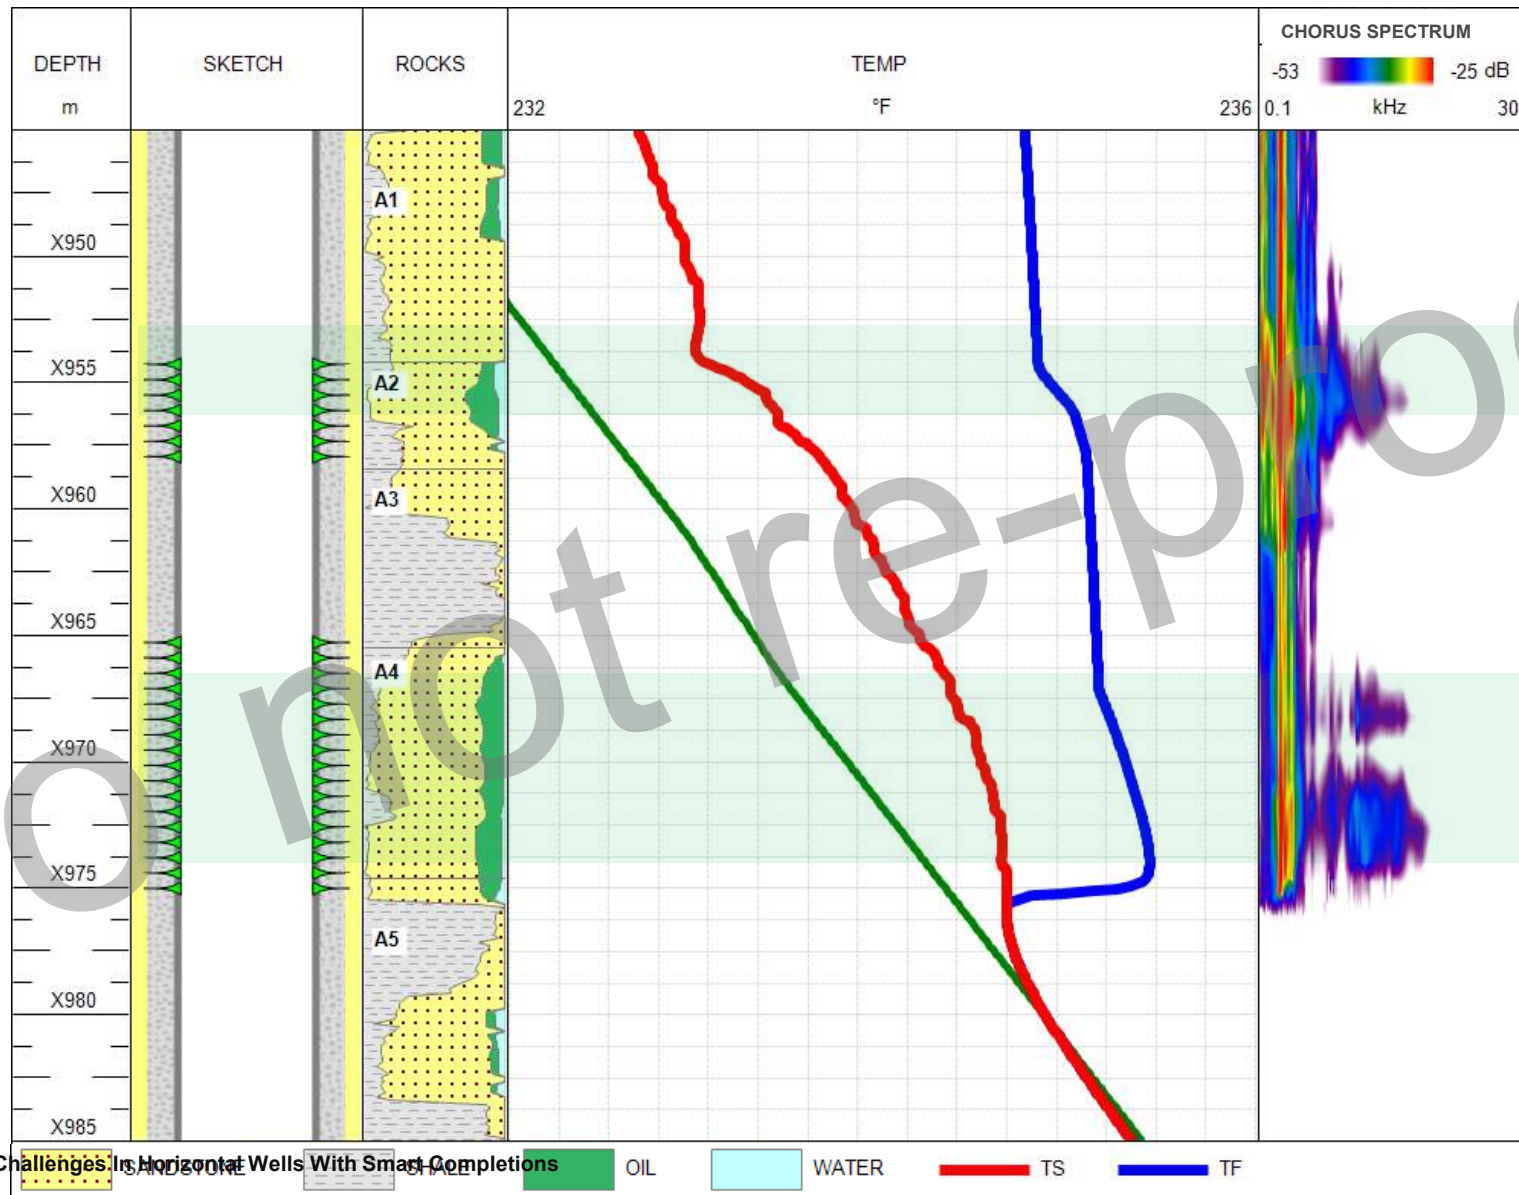 CHORUS SPECTRUM
DEPTH SKETCH ROCKS TEMP
-53 -25 dB
m 232 °F 236 0.1 kHz 30
A1
X950
X955
A2
X960
A3
X965
A4
X970
X975
A5
X980
X985
not re-pro
Challenges In Horizontal Wells With Smart Completions
SANDSTONE SHALE OIL WATER TS TF